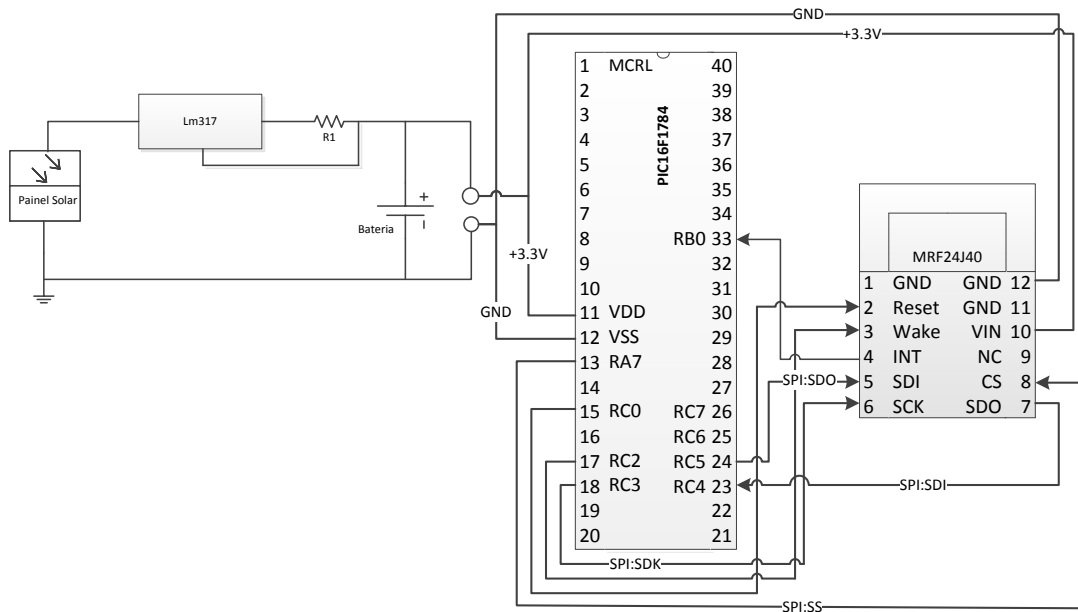 GND
+3.3V
Lm317
R1
Painel Solar
+
Bateria
-
+3.3V
GND
PIC16F1784
1 MCRL 40
2 39
3 38
4 37
5 36
6 35
7 34
8 RB0 33
9 32
10 31
11 VDD 30
12 VSS 29
13 RA7 28
14 27
15 RC0 RC7 26
16 RC6 25
17 RC2 RC5 24
18 RC3 RC4 23
19 22
20 21
MRF24J40
1 GND GND 12
2 Reset GND 11
3 Wake VIN 10
4 INT NC 9
5 SDI CS 8
6 SCK SDO 7
SPI:SDO
SPI:SDI
SPI:SDK
SPI:SS